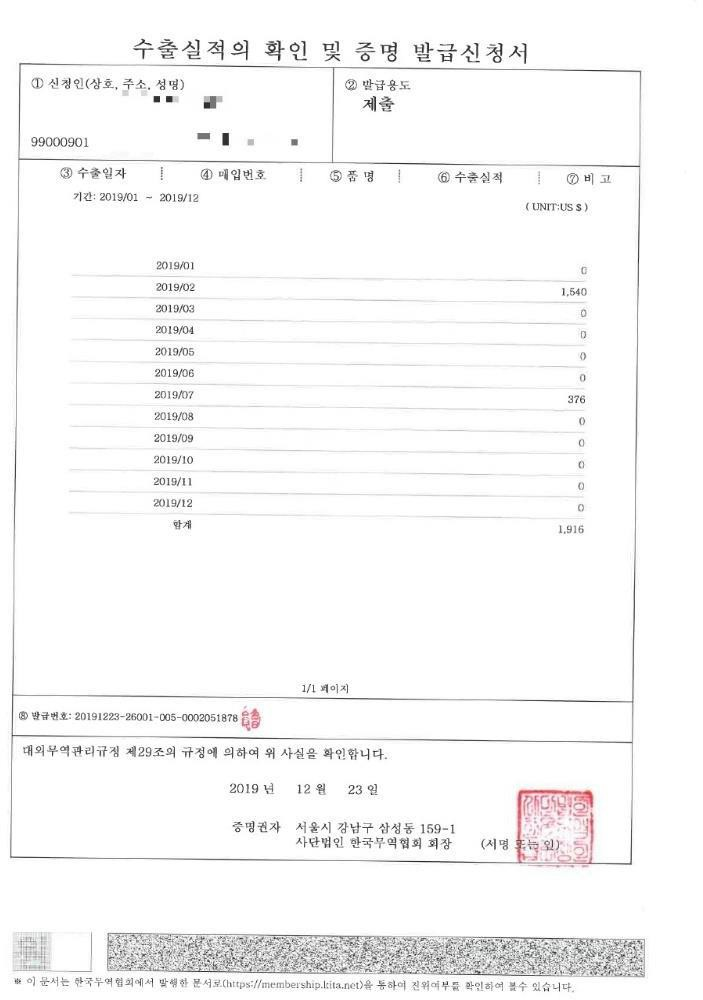 수출실적의 확인 및 증명 발급신청서
① 신청인(상호, 주소, 성명)
② 발급용도
제출
99000901
③ 수출일자 ④ 매입번호 ⑤ 품 명 ⑥ 수출실적 ⑦ 비 고
기간: 2019/01 ~ 2019/12
( UNIT:US $ )
2019/01 0
2019/02 1,540
2019/03 0
2019/04 0
2019/05 0
2019/06 0
2019/07 376
2019/08 0
2019/09 0
2019/10 0
2019/11 0
2019/12 0
합계 1,916
1/1 페이지
⑧ 발급번호: 20191223-26001-005-0002051878
대외무역관리규정 제29조의 규정에 의하여 위 사실을 확인합니다.
2019 년 12 월 23 일
증명권자 서울시 강남구 삼성동 159-1
사단법인 한국무역협회 회장 (서명 또는 인)
※ 이 문서는 한국무역협회에서 발행한 문서로(https://membership.kita.net)을 통하여 진위여부를 확인하여 볼수 있습니다.